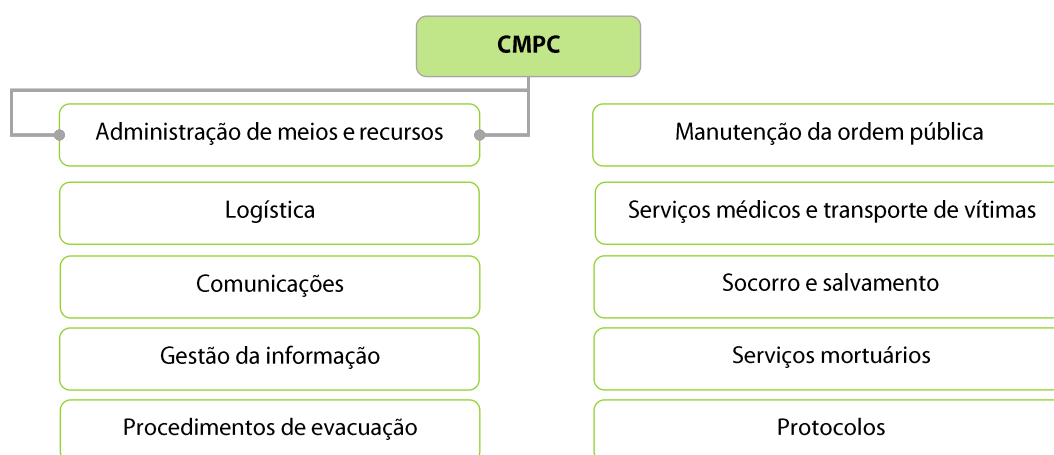 CMPC
Administração de meios e recursos
Logística
Comunicações
Gestão da informação
Procedimentos de evacuação
Manutenção da ordem pública
Serviços médicos e transporte de vítimas
Socorro e salvamento
Serviços mortuários
Protocolos